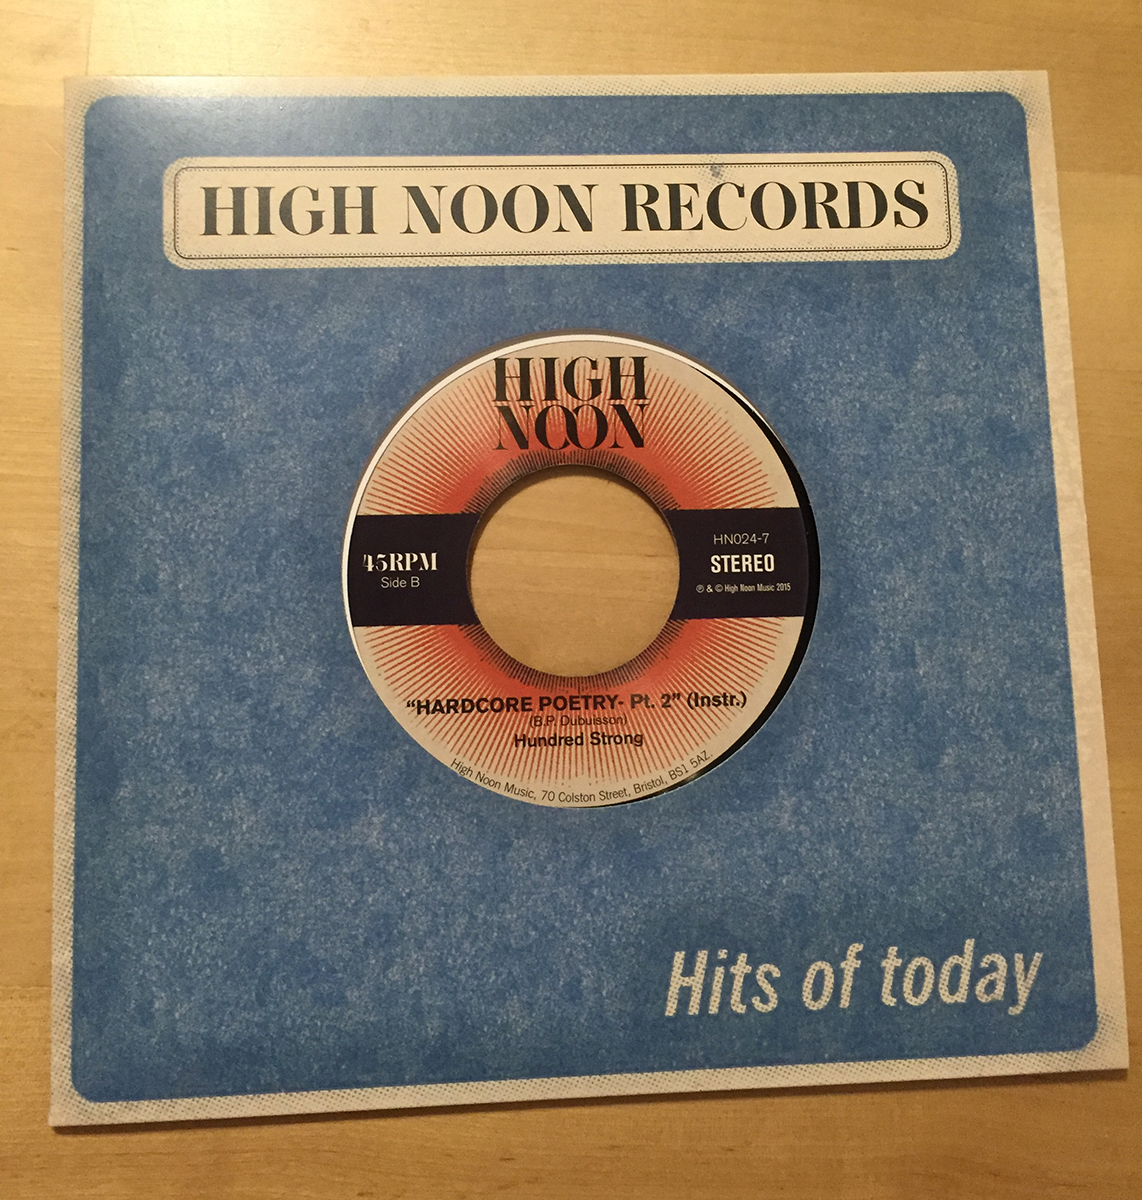 HIGH NOON RECORDS
HIGH
NOON
45RPM
Side B
HN024-7
STEREO
℗ & © High Noon Music 2015
“HARDCORE POETRY- Pt. 2” (Instr.)
(B.P. Dubuisson)
Hundred Strong
High Noon Music, 70 Colston Street, Bristol, BS1 5AZ.
Hits of today